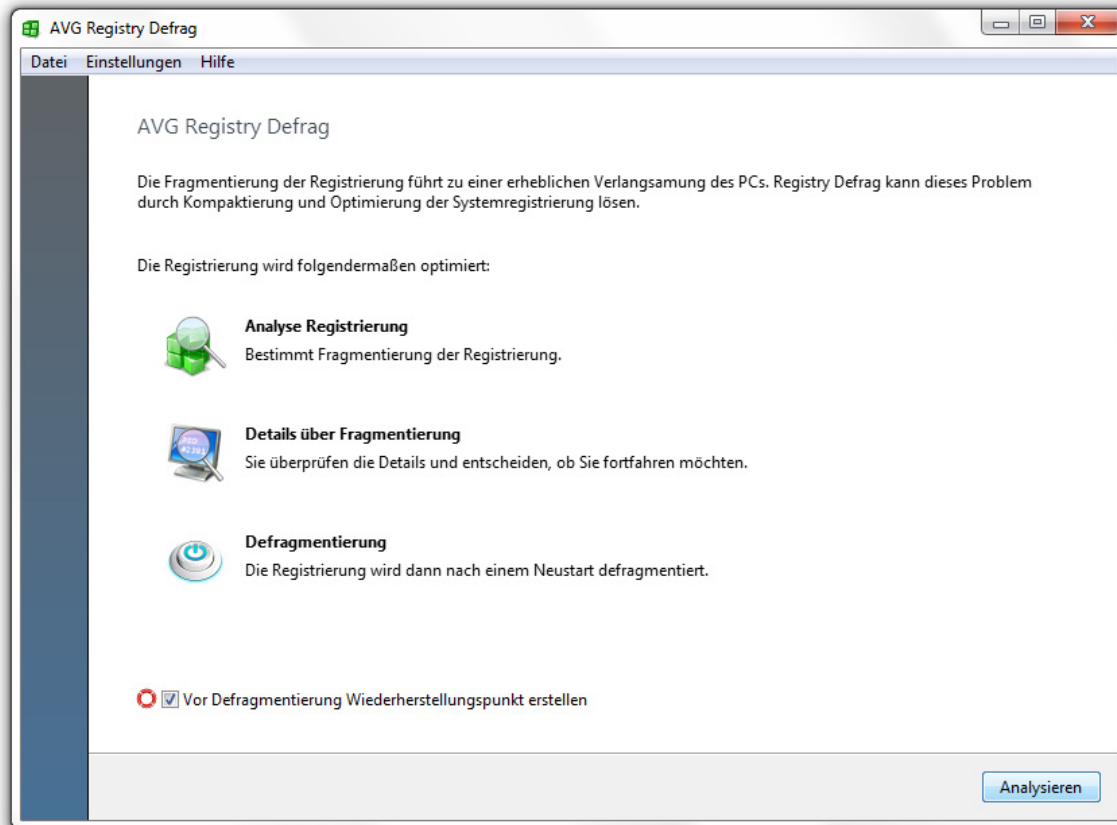 AVG Registry Defrag
Datei Einstellungen Hilfe
AVG Registry Defrag
Die Fragmentierung der Registrierung führt zu einer erheblichen Verlangsamung des PCs. Registry Defrag kann dieses Problem
durch Kompaktierung und Optimierung der Systemregistrierung lösen.
Die Registrierung wird folgendermaßen optimiert:
Analyse Registrierung
Bestimmt Fragmentierung der Registrierung.
Details über Fragmentierung
Sie überprüfen die Details und entscheiden, ob Sie fortfahren möchten.
Defragmentierung
Die Registrierung wird dann nach einem Neustart defragmentiert.
Vor Defragmentierung Wiederherstellungspunkt erstellen
Analysieren